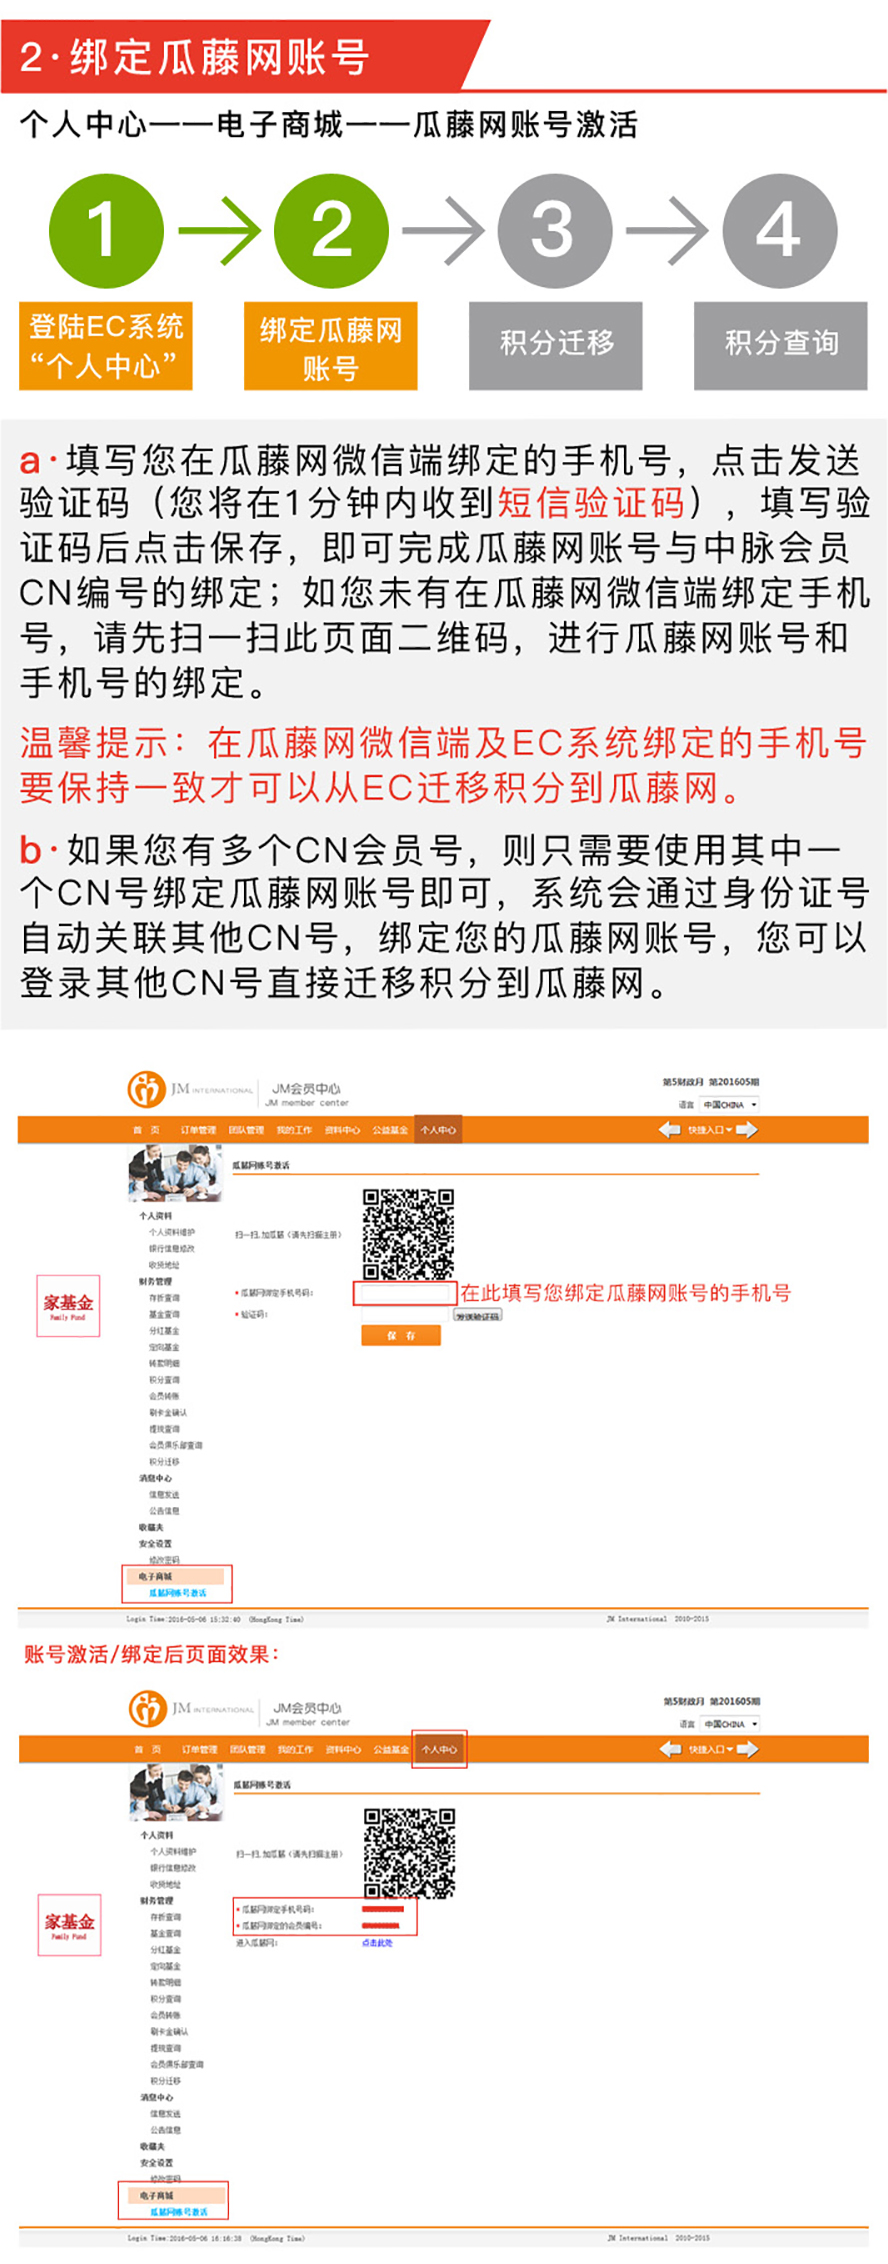 2·绑定瓜藤网账号
个人中心——电子商城——瓜藤网账号激活
1
2
3
4
登陆EC系统
“个人中心”
绑定瓜藤网
账号
积分迁移
积分查询
a·填写您在瓜藤网微信端绑定的手机号，点击发送
验证码（您将在1分钟内收到短信验证码），填写验
证码后点击保存，即可完成瓜藤网账号与中脉会员
CN编号的绑定；如您未有在瓜藤网微信端绑定手机
号，请先扫一扫此页面二维码，进行瓜藤网账号和
手机号的绑定。
温馨提示：在瓜藤网微信端及EC系统绑定的手机号
要保持一致才可以从EC迁移积分到瓜藤网。
b·如果您有多个CN会员号，则只需要使用其中一
个CN号绑定瓜藤网账号即可，系统会通过身份证号
自动关联其他CN号，绑定您的瓜藤网账号，您可以
登录其他CN号直接迁移积分到瓜藤网。
JM INTERNATIONAL
JM会员中心
JM member center
第5财政月 第201605期
语言 中国CHINA
首 页 订单管理 团队管理 我的工作 资料中心 公益基金 个人中心 快捷入口
瓜藤网账号激活
个人资料
个人资料维护
银行信息修改
收货地址
扫一扫,加瓜藤（请先扫描注册）
财务管理
存折查询
基金查询
分红基金
定向基金
转款明细
积分查询
会员转账
刷卡金确认
提现查询
会员俱乐部查询
积分迁移
消息中心
信息发送
公告信息
收藏夹
安全设置
修改密码
电子商城
瓜藤网账号激活
家基金
Family Fund
* 瓜藤网绑定手机号码：
在此填写您绑定瓜藤网账号的手机号
* 验证码：
发送验证码
保 存
Login Time:2016-05-06 15:32:40 (HongKong Time)
JM International 2010-2015
账号激活/绑定后页面效果：
JM INTERNATIONAL
JM会员中心
JM member center
第5财政月 第201605期
语言 中国CHINA
首 页 订单管理 团队管理 我的工作 资料中心 公益基金 个人中心 快捷入口
瓜藤网账号激活
个人资料
个人资料维护
银行信息修改
收货地址
扫一扫,加瓜藤（请先扫描注册）
财务管理
存折查询
基金查询
分红基金
定向基金
转款明细
积分查询
会员转账
刷卡金确认
提现查询
会员俱乐部查询
积分迁移
消息中心
信息发送
公告信息
收藏夹
安全设置
修改密码
电子商城
瓜藤网账号激活
家基金
Family Fund
* 瓜藤网绑定手机号码：
* 瓜藤网绑定的会员编号：
进入瓜藤网：
点击此处
Login Time:2016-05-06 16:16:38 (HongKong Time)
JM International 2010-2015